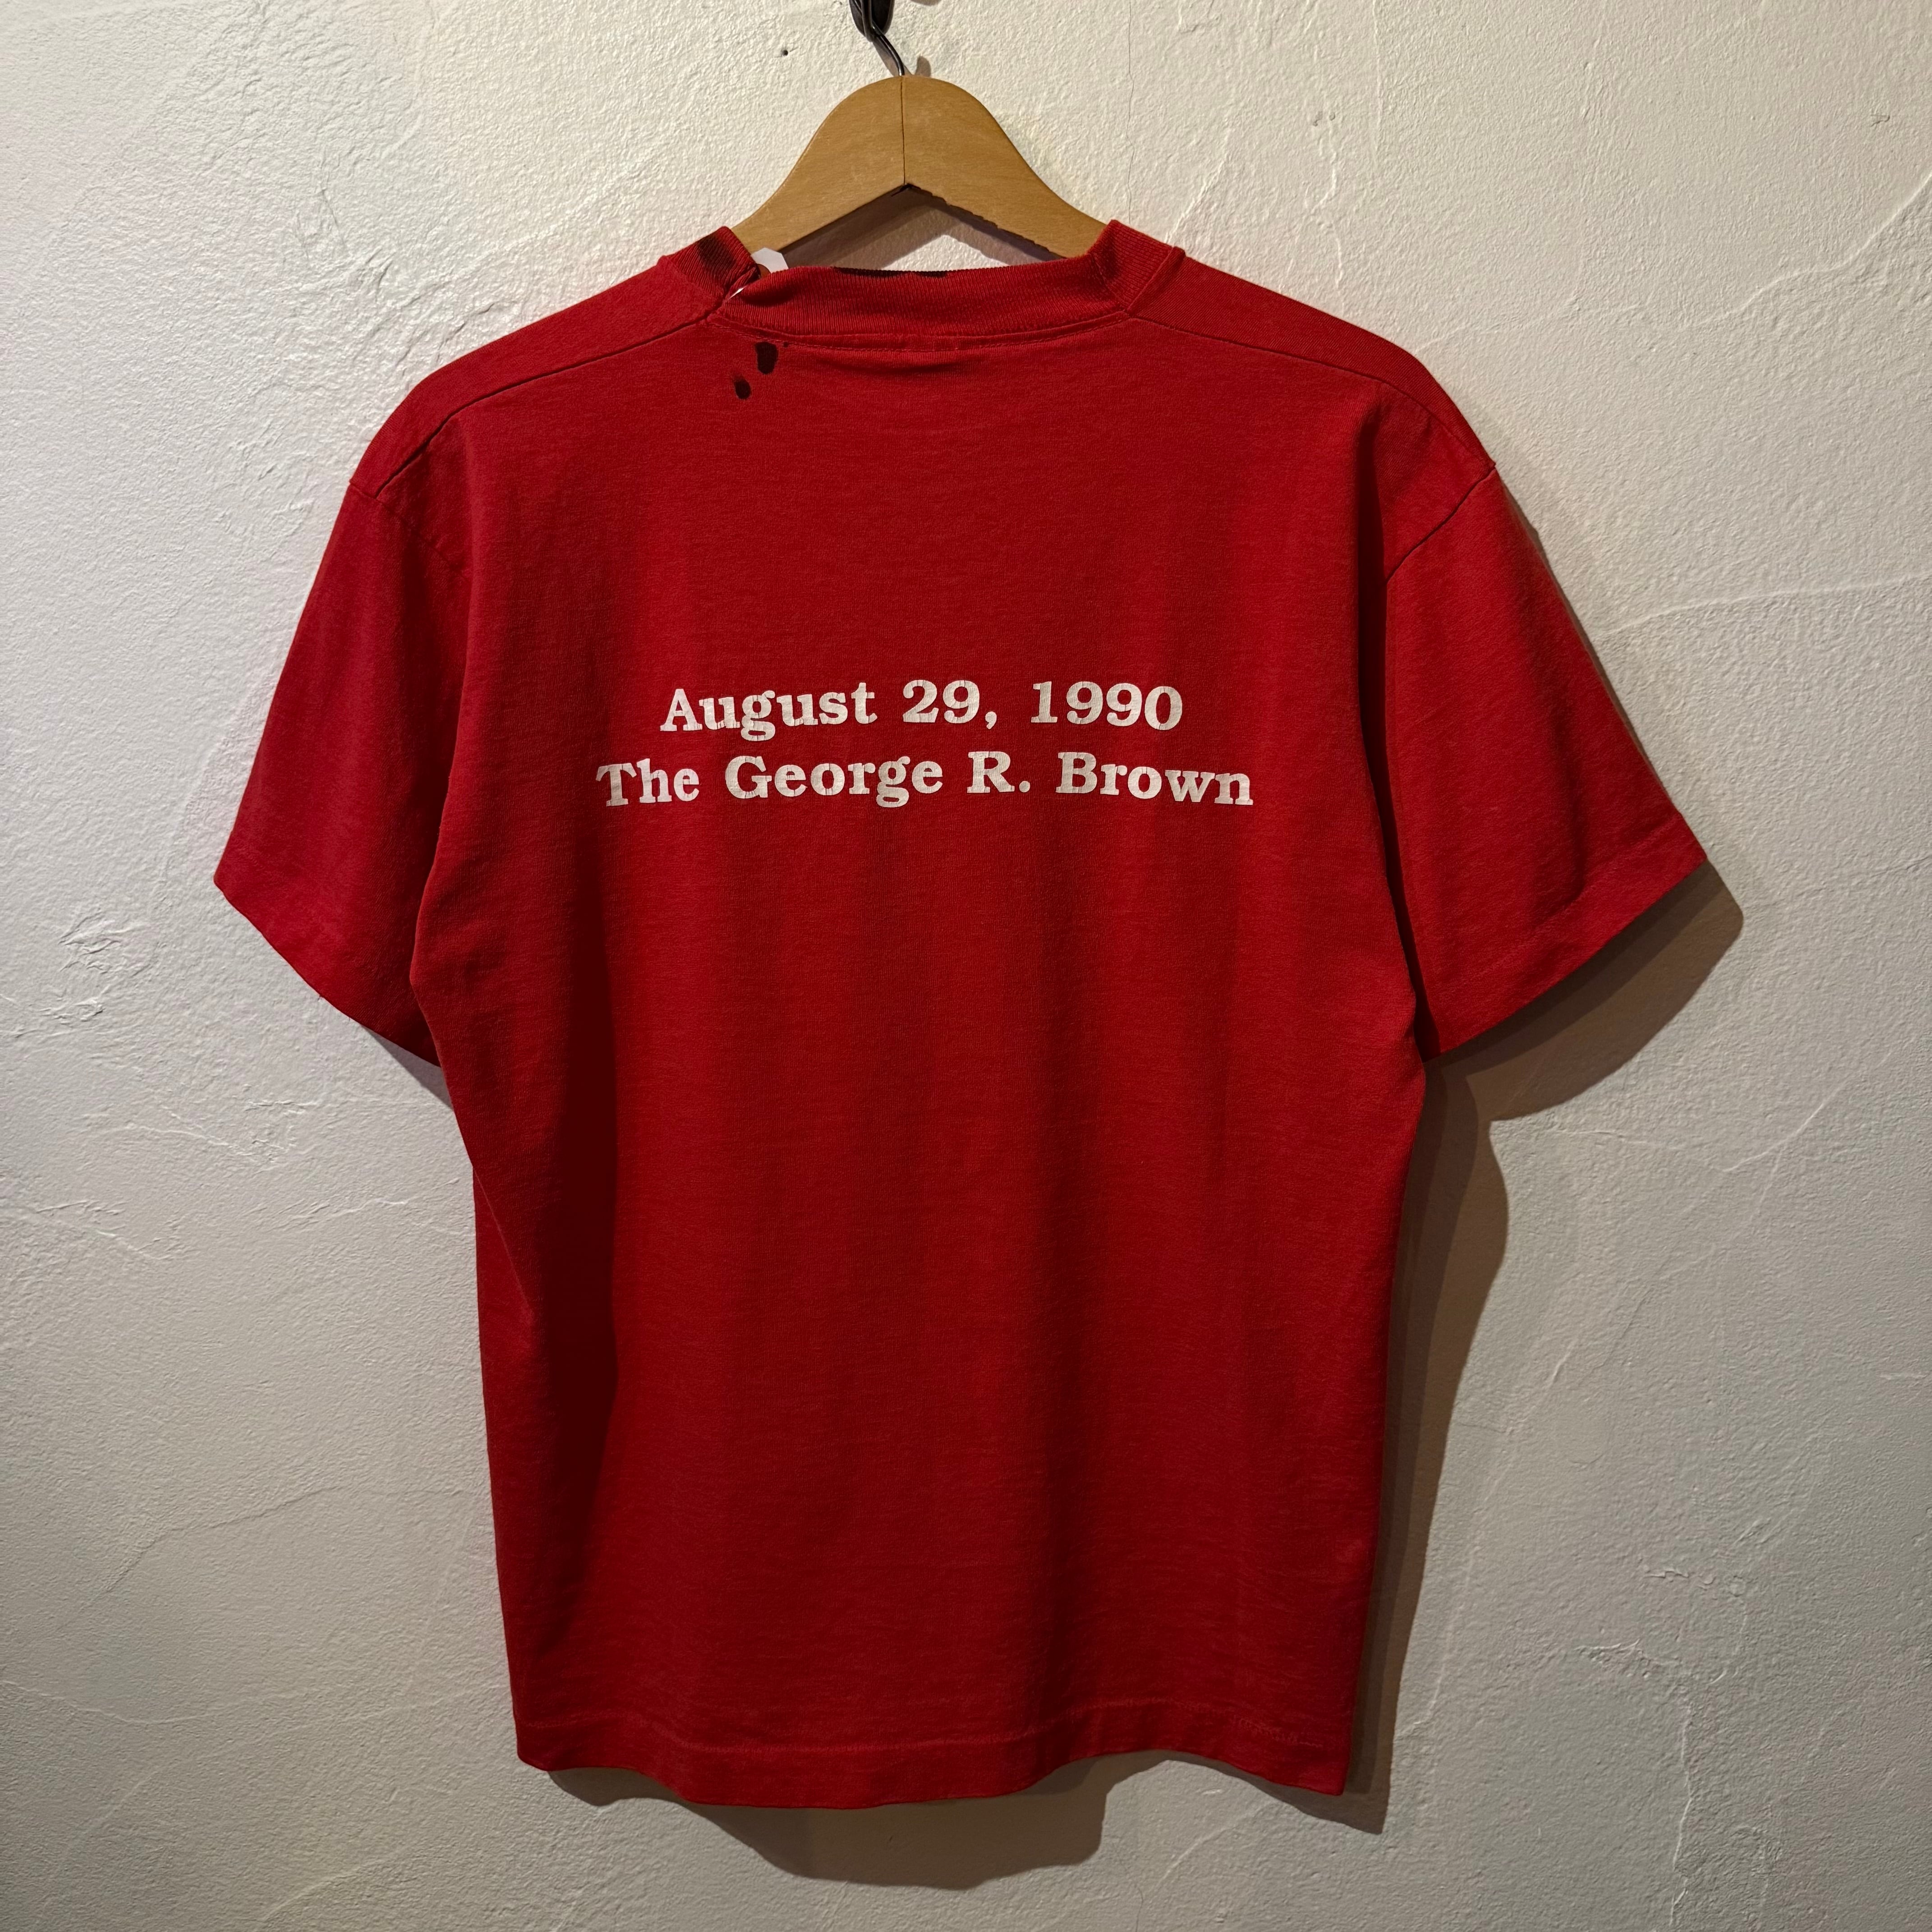 August 29, 1990
The George R. Brown